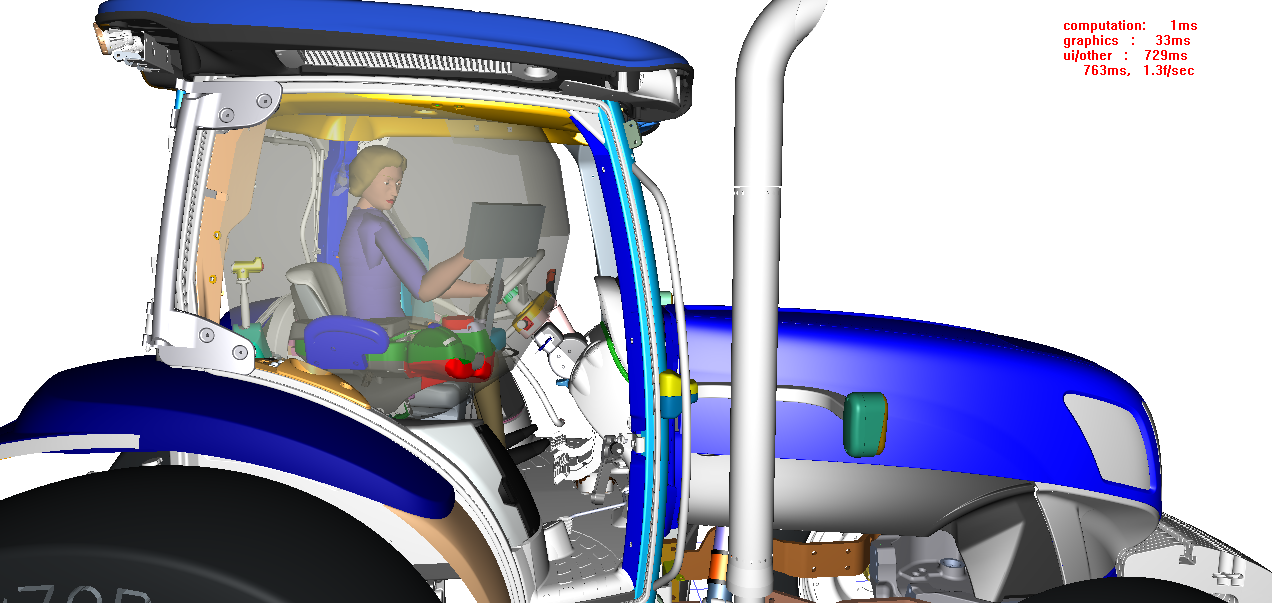 computation: 1ms
graphics : 33ms
ui/other : 729ms
763ms, 1.3f/sec